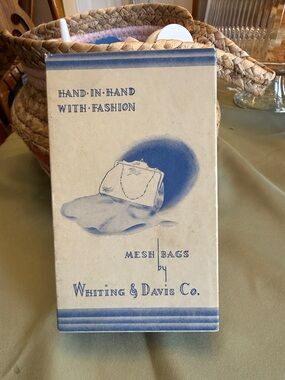 HAND·IN·HAND
WITH·FASHION
MESH BAGS
by
WHITING & DAVIS CO.